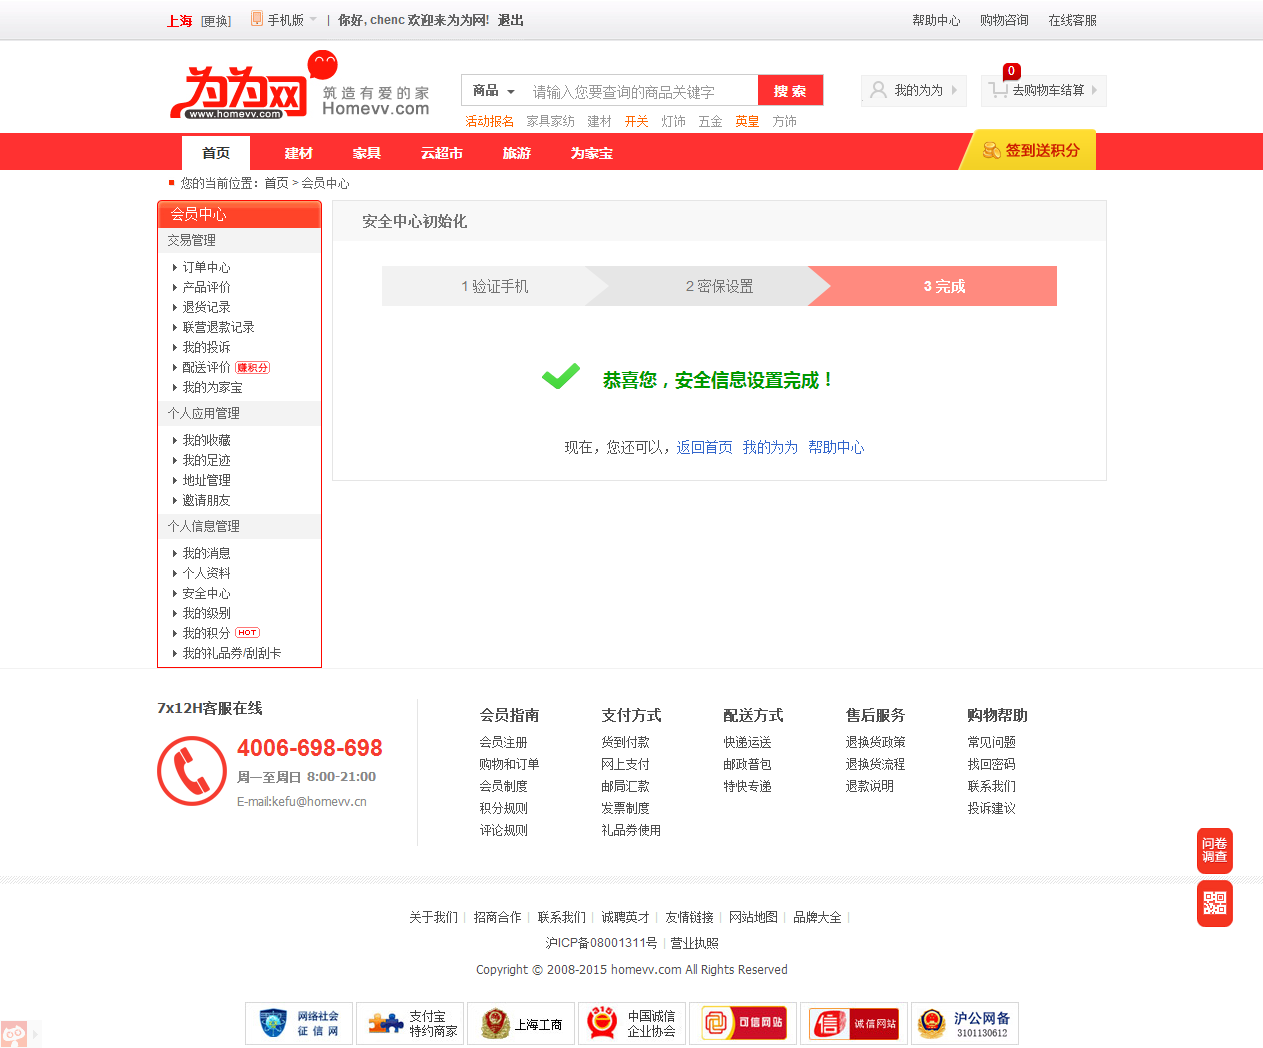 上海 [更换] 手机版 | 你好, chenc 欢迎来为为网! 退出 帮助中心 购物咨询 在线客服
为为网 www.homevv.com 筑造有爱的家 Homevv.com
商品 请输入您要查询的商品关键字 搜 索 我的为为 0 去购物车结算
活动报名 家具家纺 建材 开关 灯饰 五金 英皇 方饰
首页 建材 家具 云超市 旅游 为家宝 签到送积分
您的当前位置：首页 > 会员中心
会员中心
交易管理
订单中心
产品评价
退货记录
联营退款记录
我的投诉
配送评价 赚积分
我的为家宝
个人应用管理
我的收藏
我的足迹
地址管理
邀请朋友
个人信息管理
我的消息
个人资料
安全中心
我的级别
我的积分 HOT
我的礼品券/刮刮卡
安全中心初始化
1 验证手机 2 密保设置 3 完成
恭喜您，安全信息设置完成！
现在，您还可以，返回首页 我的为为 帮助中心
7x12H客服在线
4006-698-698
周一至周日 8:00-21:00
E-mail:kefu@homevv.cn
会员指南
会员注册
购物和订单
会员制度
积分规则
评论规则
支付方式
货到付款
网上支付
邮局汇款
发票制度
礼品券使用
配送方式
快递运送
邮政普包
特快专递
售后服务
退换货政策
退换货流程
退款说明
购物帮助
常见问题
找回密码
联系我们
投诉建议
问卷
调查
关于我们 | 招商合作 | 联系我们 | 诚聘英才 | 友情链接 | 网站地图 | 品牌大全 |
沪ICP备08001311号 | 营业执照
Copyright © 2008-2015 homevv.com All Rights Reserved
网络社会
征信网
支付宝
特约商家
上海工商
中国诚信
企业协会
可信网站
诚信网站
沪公网备
3101130612